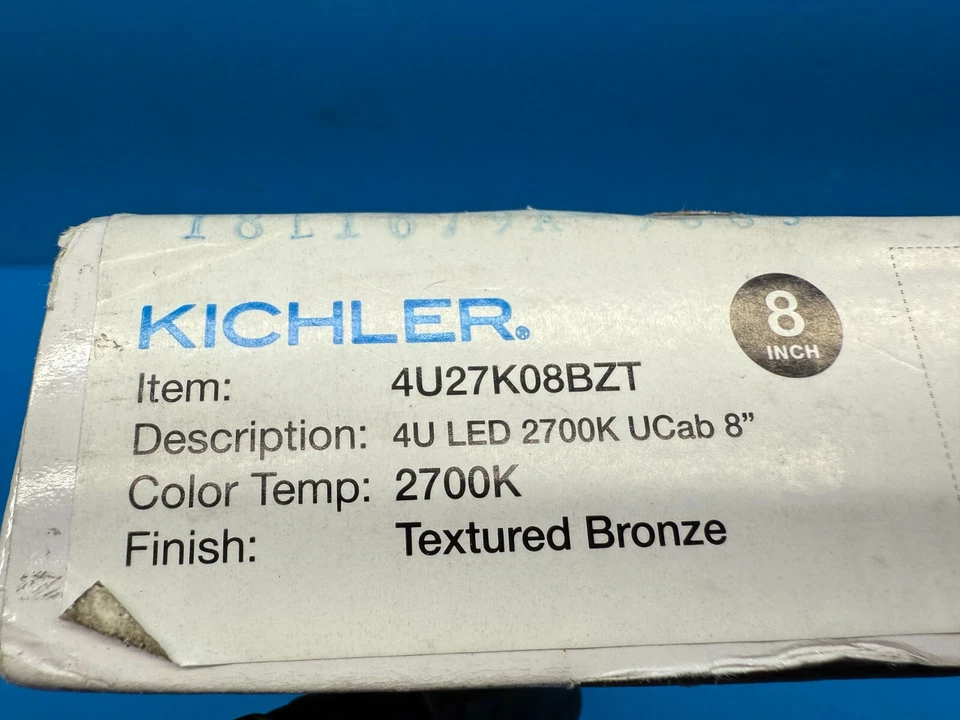 KICHLER®
8
INCH
Item: 4U27K08BZT
Description: 4U LED 2700K UCab 8”
Color Temp: 2700K
Finish: Textured Bronze